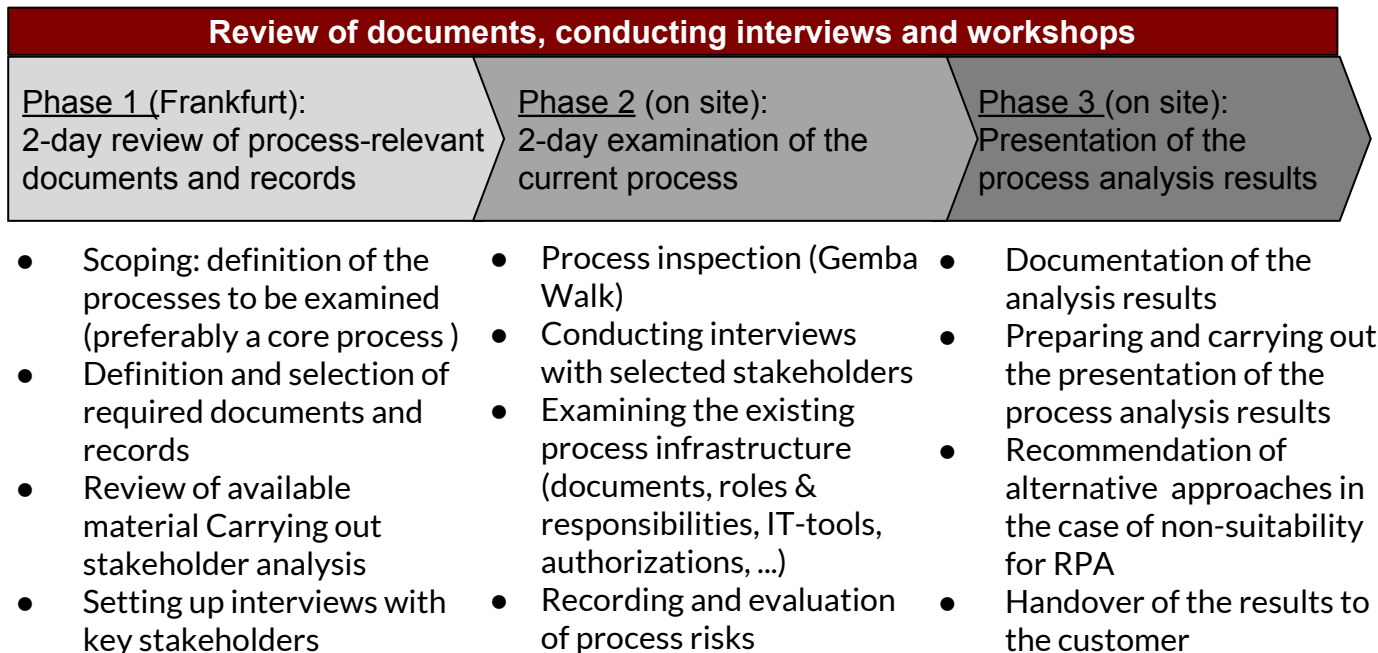 Review of documents, conducting interviews and workshops
Phase 1 (Frankfurt):
2-day review of process-relevant
documents and records
Phase 2 (on site):
2-day examination of the
current process
Phase 3 (on site):
Presentation of the
process analysis results
● Scoping: definition of the
processes to be examined
(preferably a core process )
● Definition and selection of
required documents and
records
● Review of available
material Carrying out
stakeholder analysis
● Setting up interviews with
key stakeholders
● Process inspection (Gemba
Walk)
● Conducting interviews
with selected stakeholders
● Examining the existing
process infrastructure
(documents, roles &
responsibilities, IT-tools,
authorizations, ...)
● Recording and evaluation
of process risks
● Documentation of the
analysis results
● Preparing and carrying out
the presentation of the
process analysis results
● Recommendation of
alternative  approaches in
the case of non-suitability
for RPA
● Handover of the results to
the customer